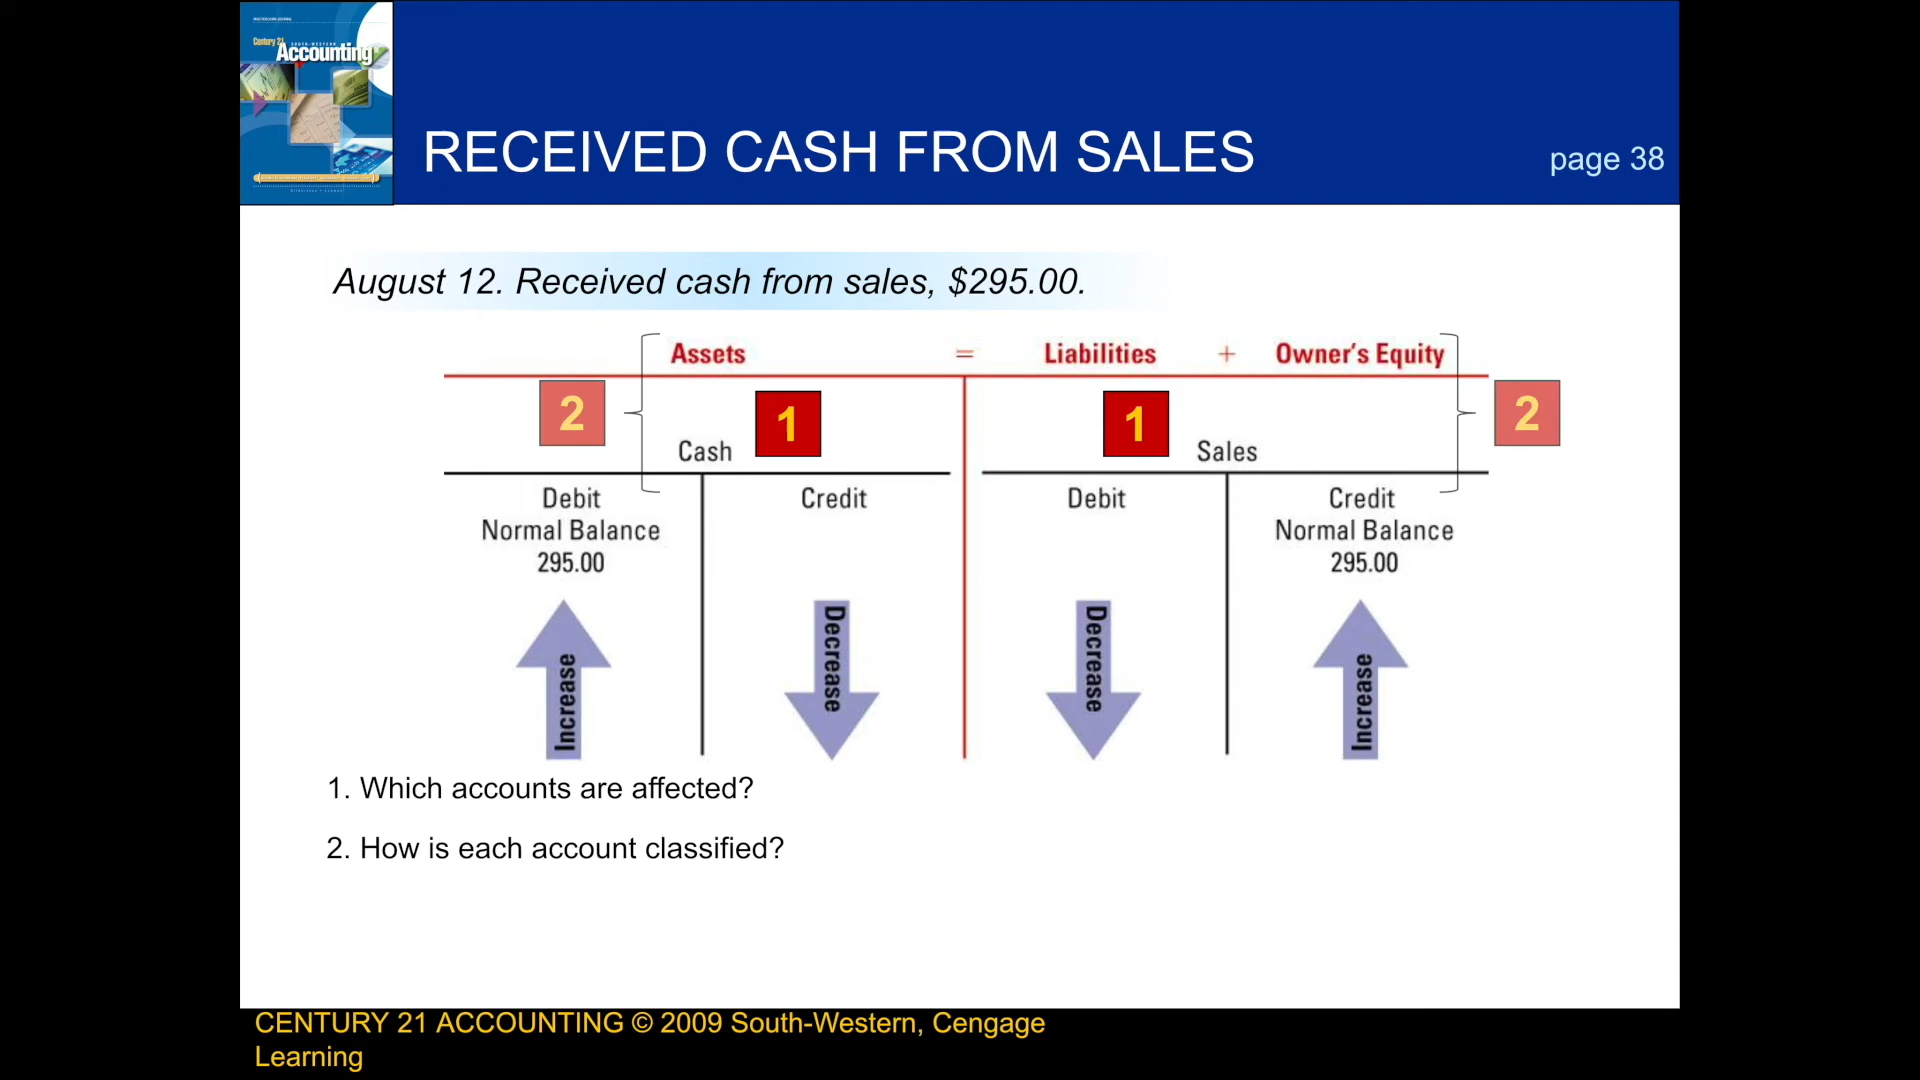 Century 21
SOUTH-WESTERN
Accounting
RECEIVED CASH FROM SALES
page 38
August 12. Received cash from sales, $295.00.
Assets = Liabilities + Owner's Equity
2 1 1 2
Cash Sales
Debit Credit Debit Credit
Normal Balance Normal Balance
295.00 295.00
Increase Decrease Decrease Increase
1. Which accounts are affected?
2. How is each account classified?
CENTURY 21 ACCOUNTING © 2009 South-Western, Cengage
Learning